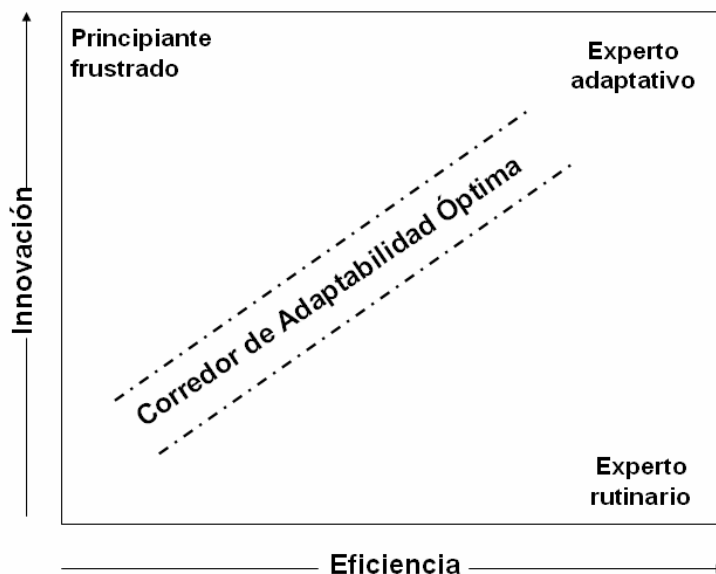 Principiante
frustrado
Experto
adaptativo
Innovación
Corredor de Adaptabilidad Óptima
Experto
rutinario
Eficiencia